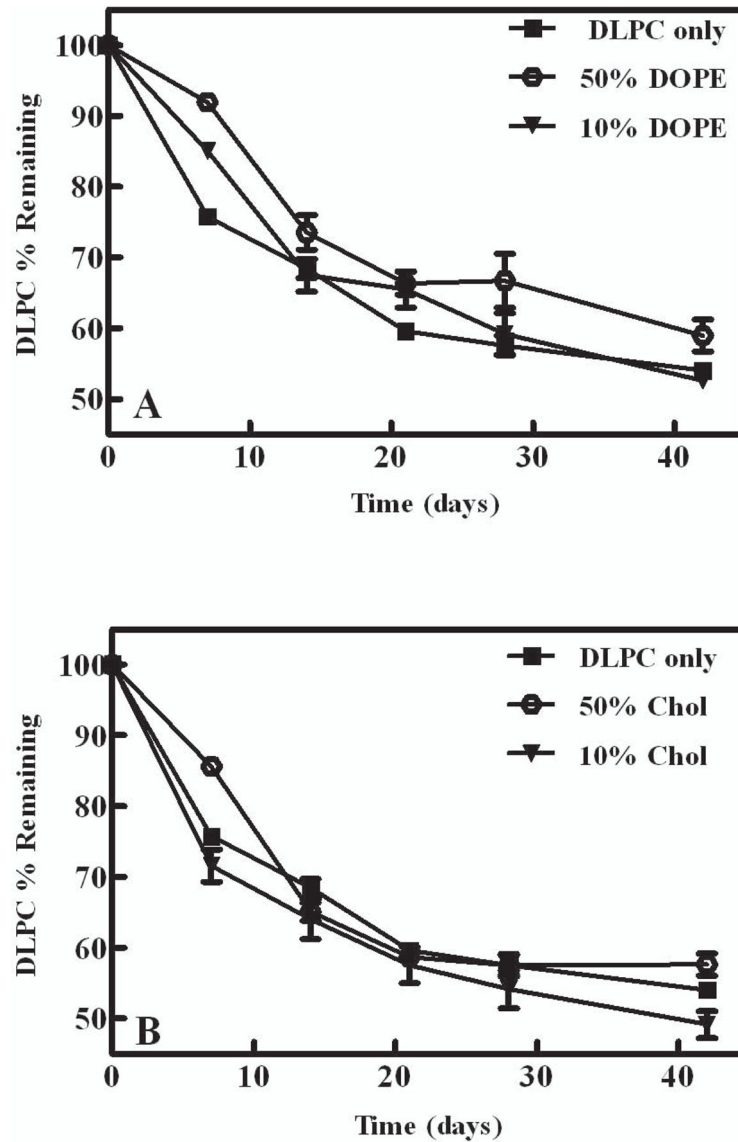 DLPC only
50% DOPE
10% DOPE
100
90
80
70
60
50
DLPC % Remaining
A
0 10 20 30 40
Time (days)
DLPC only
50% Chol
10% Chol
100
90
80
70
60
50
DLPC % Remaining
B
0 10 20 30 40
Time (days)